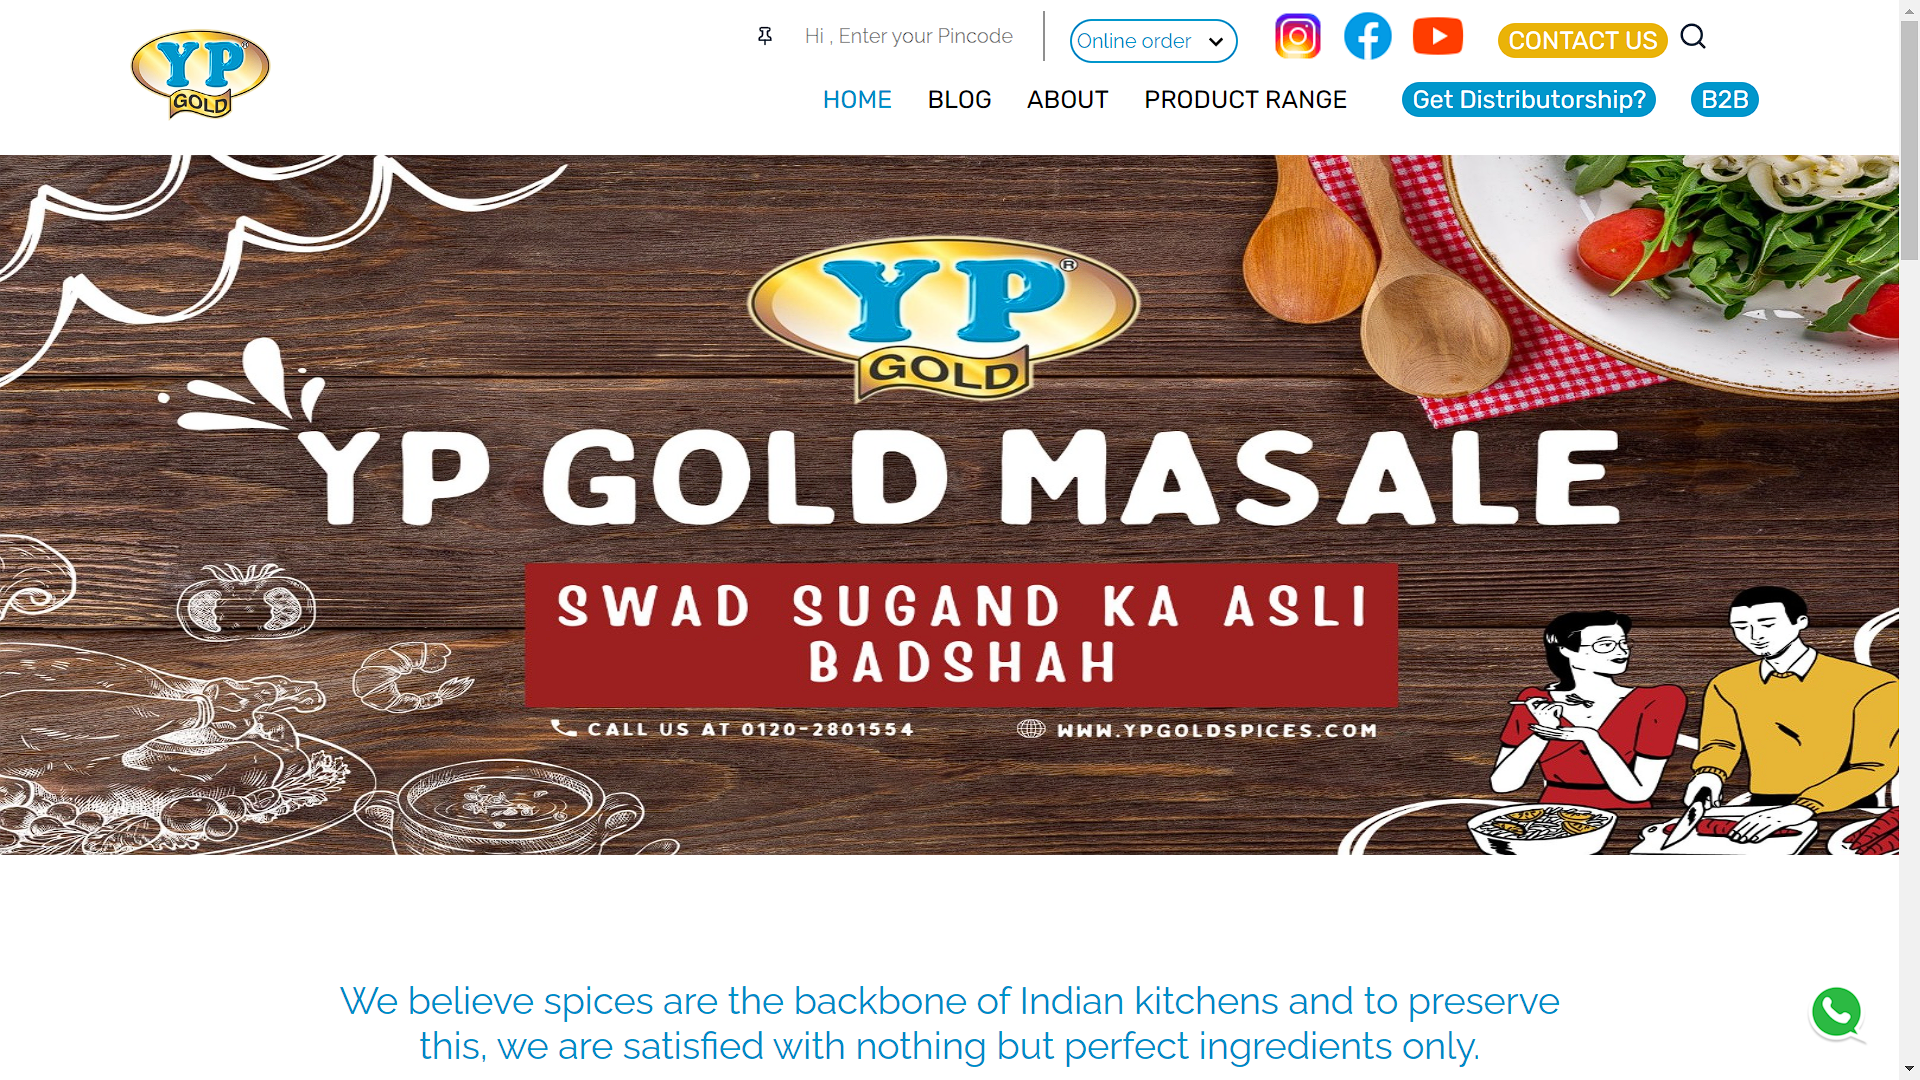 YP®
GOLD
Hi , Enter your Pincode
Online order
CONTACT US
HOME
BLOG
ABOUT
PRODUCT RANGE
Get Distributorship?
B2B
YP®
GOLD
YP GOLD MASALE
SWAD SUGAND KA ASLI
BADSHAH
CALL US AT 0120-2801554
WWW.YPGOLDSPICES.COM
We believe spices are the backbone of Indian kitchens and to preserve
this, we are satisfied with nothing but perfect ingredients only.